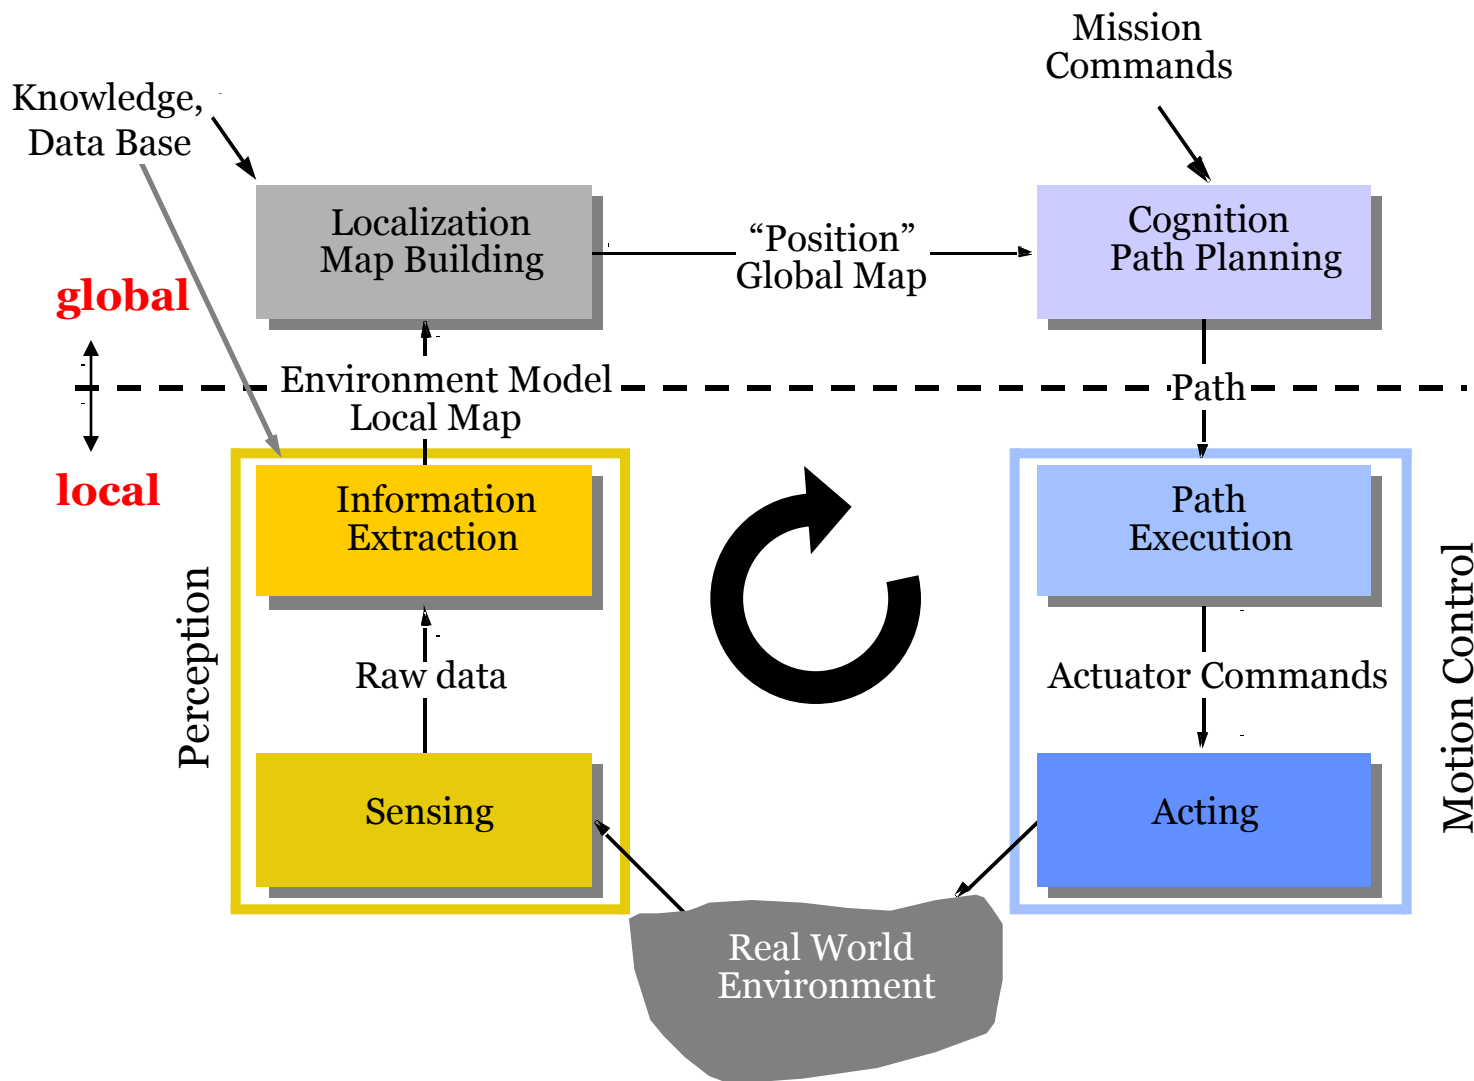 Mission
Commands
Knowledge,
Data Base
Localization
Map Building
“Position”
Global Map
Cognition
Path Planning
global
Environment Model
Local Map
Path
local
Information
Extraction
Path
Execution
Perception
Motion Control
Raw data
Actuator Commands
Sensing
Acting
Real World
Environment